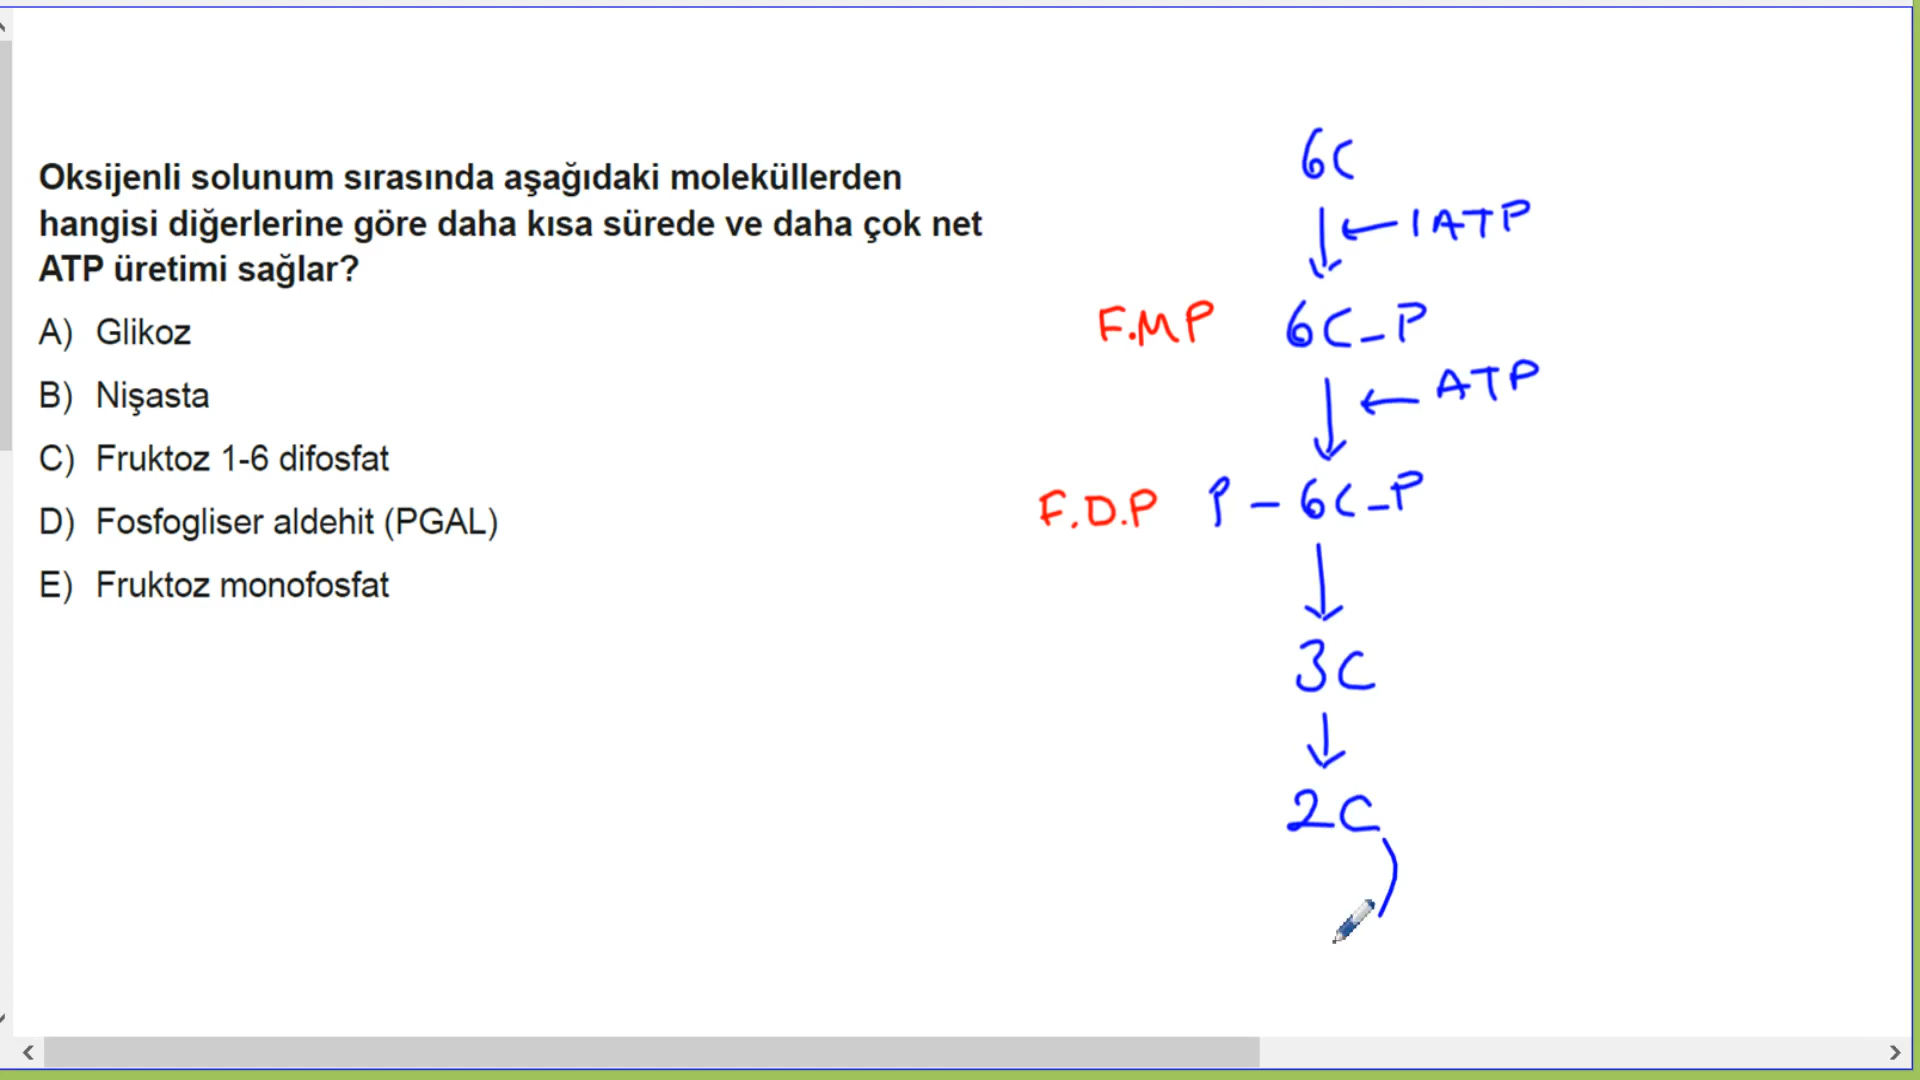 Oksijenli solunum sırasında aşağıdaki moleküllerden
hangisi diğerlerine göre daha kısa sürede ve daha çok net
ATP üretimi sağlar?
A) Glikoz
B) Nişasta
C) Fruktoz 1-6 difosfat
D) Fosfogliser aldehit (PGAL)
E) Fruktoz monofosfat
6C
1ATP
F.M.P 6C-P
ATP
F.D.P P-6C-P
3C
2C